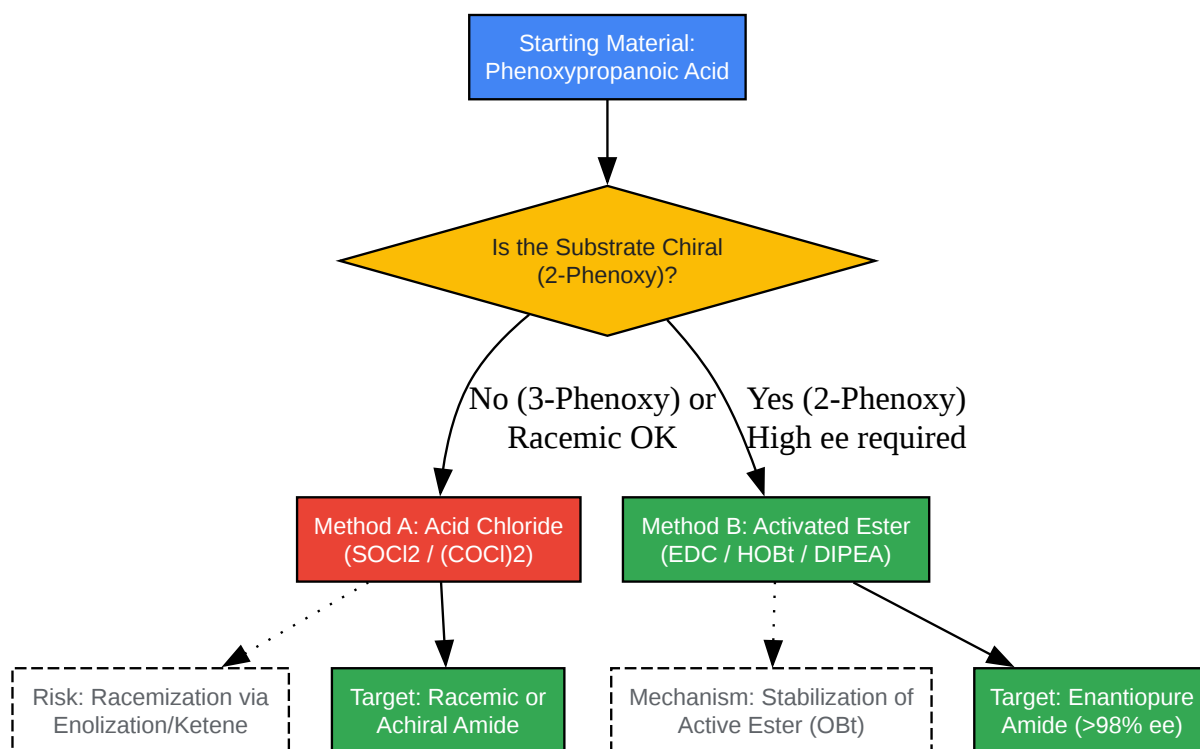 Starting Material:
Phenoxypropanoic Acid
Is the Substrate Chiral
(2-Phenoxy)?
No (3-Phenoxy) or
Racemic OK
Yes (2-Phenoxy)
High ee required
Method A: Acid Chloride
(SOCl2 / (COCl)2)
Method B: Activated Ester
(EDC / HOBt / DIPEA)
Risk: Racemization via
Enolization/Ketene
Target: Racemic or
Achiral Amide
Mechanism: Stabilization of
Active Ester (OBt)
Target: Enantiopure
Amide (>98% ee)